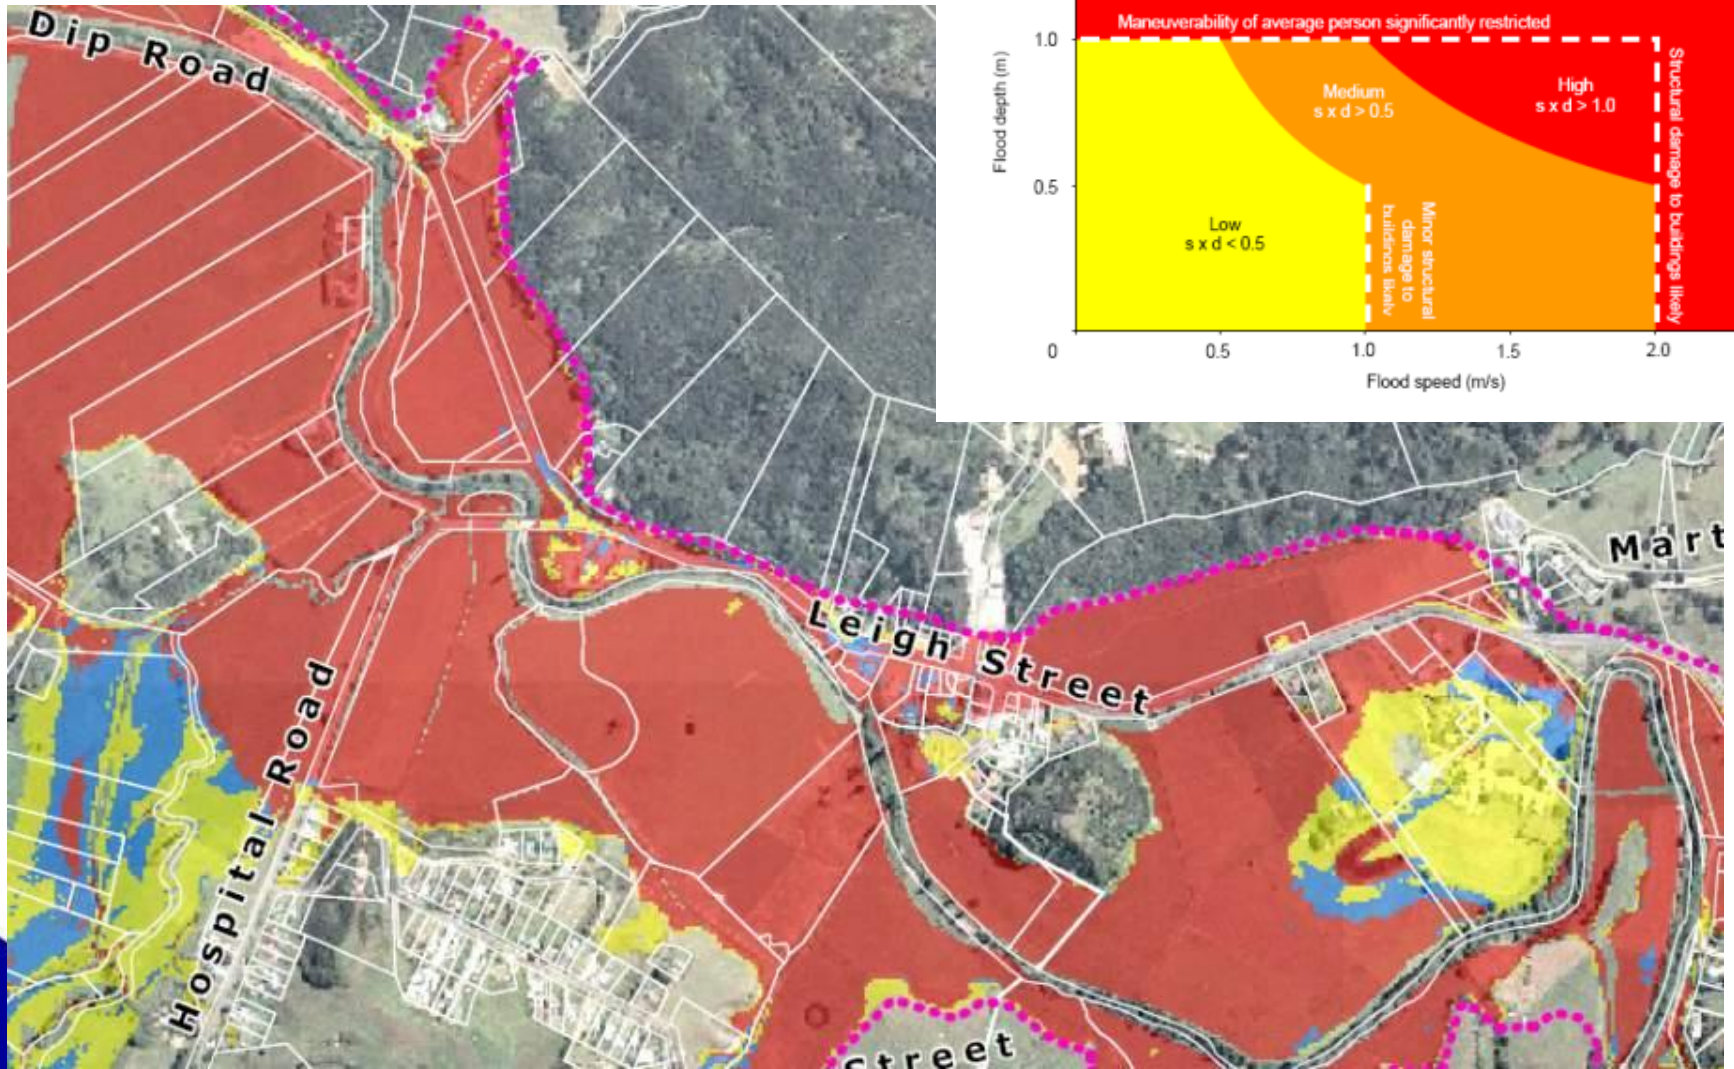 Dip Road
Maneuverability of average person significantly restricted
1.0
Medium
s x d > 0.5
High
s x d > 1.0
Structural damage to buildings likely
Flood depth (m)
0.5
Low
s x d < 0.5
Minor structural
damage to
buildings likely
0
0.5
1.0
1.5
2.0
Flood speed (m/s)
Mart
Leigh Street
Hospital Road
Street